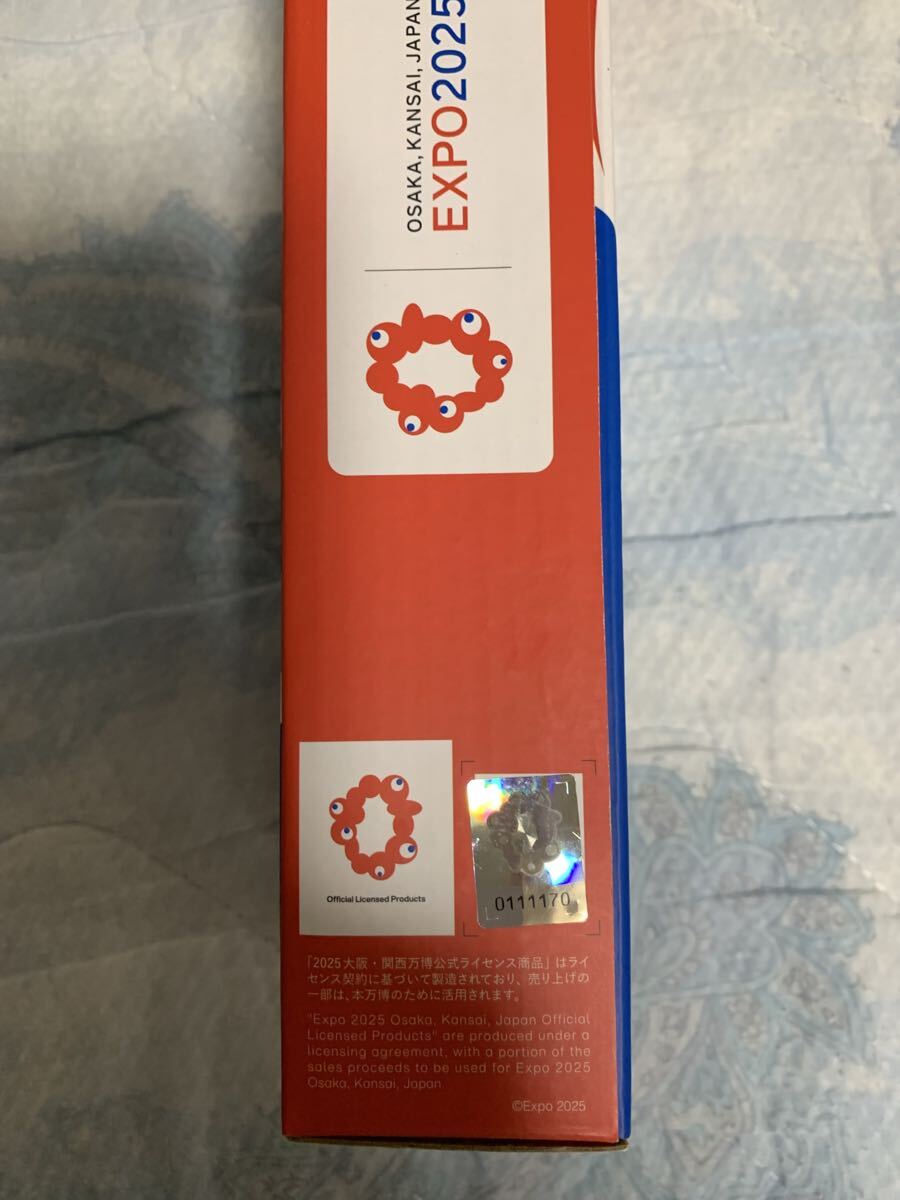 OSAKA, KANSAI, JAPAN
EXPO2025
Official Licensed Products
0111170
「2025大阪・関西万博公式ライセンス商品」はライ
センス契約に基づいて製造されており、売り上げの
一部は、本万博のために活用されます。
"Expo 2025 Osaka, Kansai, Japan Official
Licensed Products" are produced under a
licensing agreement, with a portion of the
sales proceeds to be used for Expo 2025
Osaka, Kansai, Japan
©Expo 2025